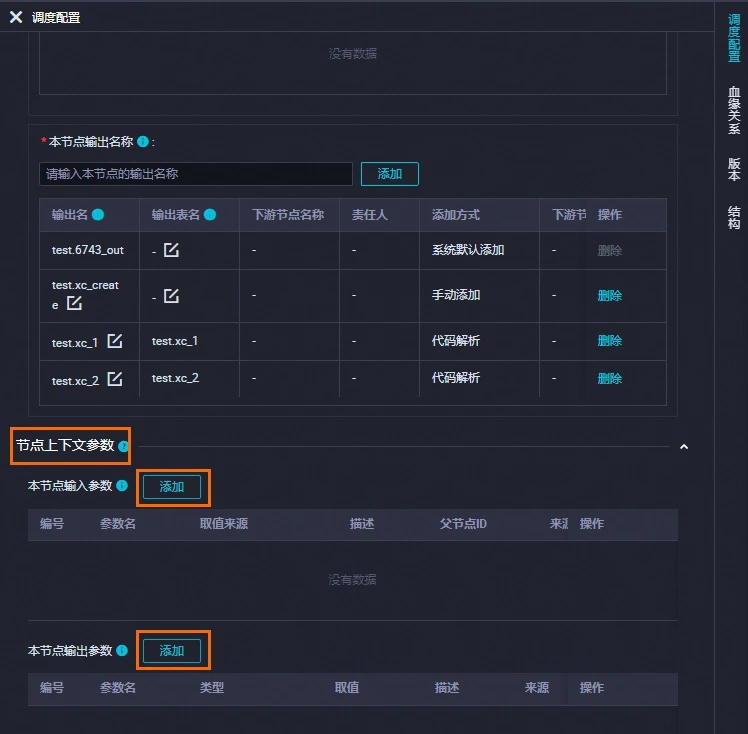 调度配置
没有数据
*本节点输出名称:
请输入本节点的输出名称 添加
输出名 输出表名 下游节点名称 责任人 添加方式 下游节 操作
test.6743_out - - - 系统默认添加 - 删除
test.xc_creat
e - - - 手动添加 - 删除
test.xc_1 test.xc_1 - - 代码解析 - 删除
test.xc_2 test.xc_2 - - 代码解析 - 删除
节点上下文参数
本节点输入参数 添加
编号 参数名 取值来源 描述 父节点ID 来 操作
没有数据
本节点输出参数 添加
编号 参数名 类型 取值 描述 来源 操作
调度配置
血缘关系
版本
结构